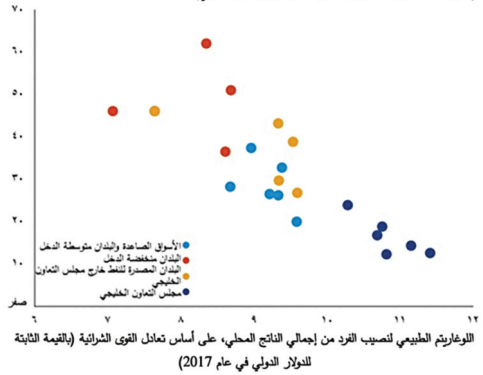 ٧٠
٦٠
٥٠
٤٠
٣٠
٢٠
١٠
صفر
الأسواق الصاعدة والبلدان متوسطة الدخل
البلدان منخفضة الدخل
البلدان المصدرة للنفط خارج مجلس التعاون
الخليجي
مجلس التعاون الخليجي
٦ ٧ ٨ ٩ ١٠ ١١ ١٢
اللوغاريتم الطبيعي لنصيب الفرد من إجمالي الناتج المحلي، على أساس تعادل القوى الشرائية (بالقيمة الثابتة
للدولار الدولي في عام 2017)